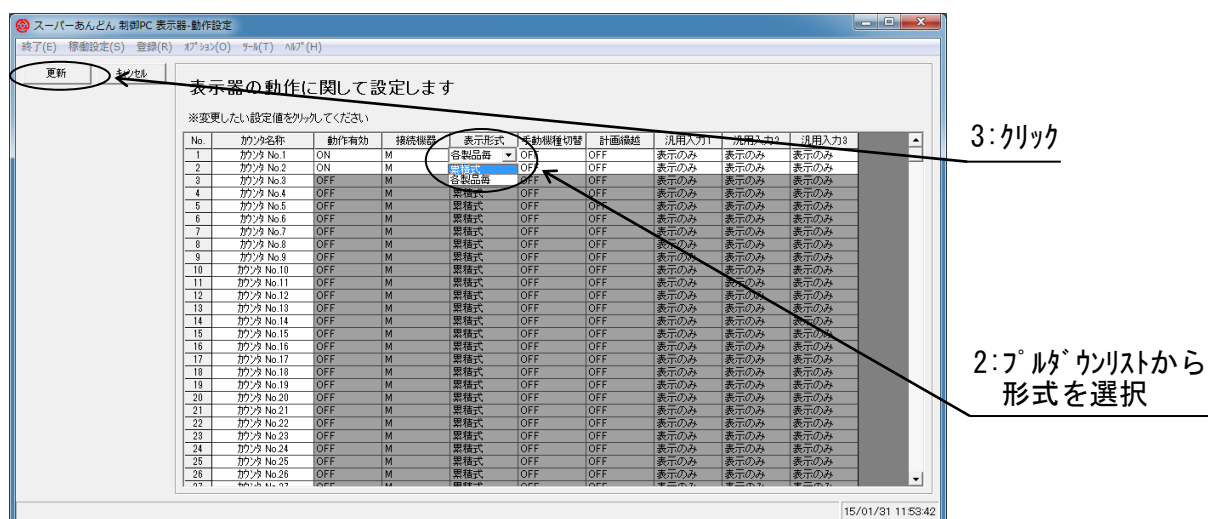 スーパーあんどん 制御PC 表示器-動作設定
終了(E) 稼働設定(S) 登録(R) ｵﾌﾟｼｮﾝ(O) ﾂｰﾙ(T) ﾍﾙﾌﾟ(H)
更新 ｷｬﾝｾﾙ
表示器の動作に関して設定します
※変更したい設定値をｸﾘｯｸしてください
No. ｶｳﾝﾀ名称 動作有効 接続機器 表示形式 手動機種切替 計画繰越 汎用入力1 汎用入力2 汎用入力3
1 ｶｳﾝﾀ No.1 ON M 各製品毎 OFF OFF 表示のみ 表示のみ 表示のみ
2 ｶｳﾝﾀ No.2 ON M 累積式 OFF OFF 表示のみ 表示のみ 表示のみ
3 ｶｳﾝﾀ No.3 OFF M 各製品毎 OFF OFF 表示のみ 表示のみ 表示のみ
4 ｶｳﾝﾀ No.4 OFF M 累積式 OFF OFF 表示のみ 表示のみ 表示のみ
5 ｶｳﾝﾀ No.5 OFF M 累積式 OFF OFF 表示のみ 表示のみ 表示のみ
6 ｶｳﾝﾀ No.6 OFF M 累積式 OFF OFF 表示のみ 表示のみ 表示のみ
7 ｶｳﾝﾀ No.7 OFF M 累積式 OFF OFF 表示のみ 表示のみ 表示のみ
8 ｶｳﾝﾀ No.8 OFF M 累積式 OFF OFF 表示のみ 表示のみ 表示のみ
9 ｶｳﾝﾀ No.9 OFF M 累積式 OFF OFF 表示のみ 表示のみ 表示のみ
10 ｶｳﾝﾀ No.10 OFF M 累積式 OFF OFF 表示のみ 表示のみ 表示のみ
11 ｶｳﾝﾀ No.11 OFF M 累積式 OFF OFF 表示のみ 表示のみ 表示のみ
12 ｶｳﾝﾀ No.12 OFF M 累積式 OFF OFF 表示のみ 表示のみ 表示のみ
13 ｶｳﾝﾀ No.13 OFF M 累積式 OFF OFF 表示のみ 表示のみ 表示のみ
14 ｶｳﾝﾀ No.14 OFF M 累積式 OFF OFF 表示のみ 表示のみ 表示のみ
15 ｶｳﾝﾀ No.15 OFF M 累積式 OFF OFF 表示のみ 表示のみ 表示のみ
16 ｶｳﾝﾀ No.16 OFF M 累積式 OFF OFF 表示のみ 表示のみ 表示のみ
17 ｶｳﾝﾀ No.17 OFF M 累積式 OFF OFF 表示のみ 表示のみ 表示のみ
18 ｶｳﾝﾀ No.18 OFF M 累積式 OFF OFF 表示のみ 表示のみ 表示のみ
19 ｶｳﾝﾀ No.19 OFF M 累積式 OFF OFF 表示のみ 表示のみ 表示のみ
20 ｶｳﾝﾀ No.20 OFF M 累積式 OFF OFF 表示のみ 表示のみ 表示のみ
21 ｶｳﾝﾀ No.21 OFF M 累積式 OFF OFF 表示のみ 表示のみ 表示のみ
22 ｶｳﾝﾀ No.22 OFF M 累積式 OFF OFF 表示のみ 表示のみ 表示のみ
23 ｶｳﾝﾀ No.23 OFF M 累積式 OFF OFF 表示のみ 表示のみ 表示のみ
24 ｶｳﾝﾀ No.24 OFF M 累積式 OFF OFF 表示のみ 表示のみ 表示のみ
25 ｶｳﾝﾀ No.25 OFF M 累積式 OFF OFF 表示のみ 表示のみ 表示のみ
26 ｶｳﾝﾀ No.26 OFF M 累積式 OFF OFF 表示のみ 表示のみ 表示のみ
15/01/31 11:53:42
3:ｸﾘｯｸ
2:ﾌﾟﾙﾀﾞｳﾝﾘｽﾄから
形式を選択